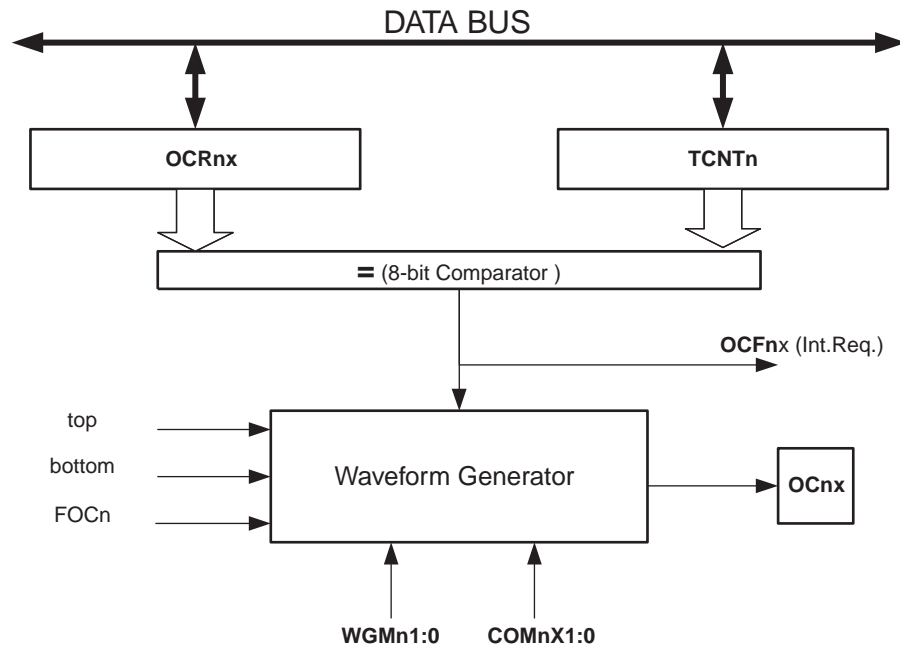 DATA BUS
OCRnx
TCNTn
= (8-bit Comparator )
OCFnx (Int.Req.)
top
bottom
FOCn
Waveform Generator
OCnx
WGMn1:0
COMnX1:0